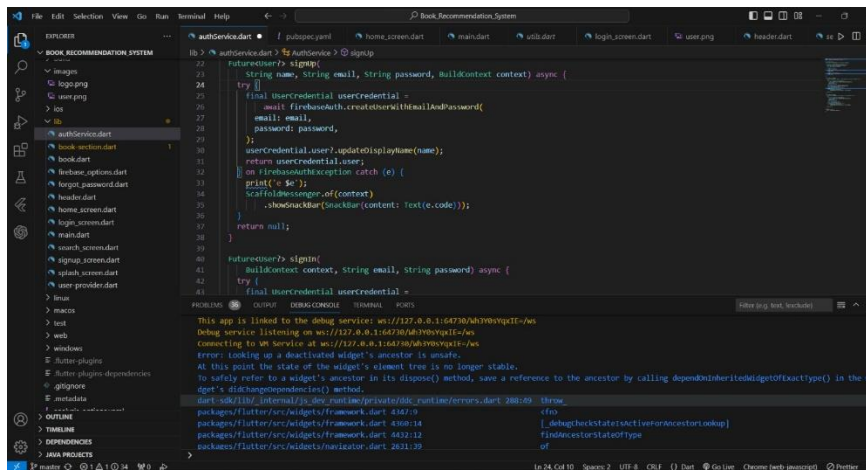 File Edit Selection View Go Run Terminal Help
Book_Recommendation_System
EXPLORER
BOOK_RECOMMENDATION_SYSTEM
images
logo.png
user.png
ios
lib
authService.dart
book-section.dart 1
book.dart
firebase_options.dart
forgot_password.dart
header.dart
home_screen.dart
login_screen.dart
main.dart
search_screen.dart
signup_screen.dart
splash_screen.dart
user-provider.dart
linux
macos
test
web
windows
.flutter-plugins
.flutter-plugins-dependencies
.gitignore
.metadata
OUTLINE
TIMELINE
DEPENDENCIES
JAVA PROJECTS
authService.dart pubspec.yaml home_screen.dart main.dart utils.dart login_screen.dart user.png header.dart
lib > authService.dart > AuthService > signUp
22 Future<User?> signUp(
23 String name, String email, String password, BuildContext context) async {
24 try {
25 final UserCredential userCredential =
26 await firebaseAuth.createUserWithEmailAndPassword(
27 email: email,
28 password: password,
29 );
30 userCredential.user?.updateDisplayName(name);
31 return userCredential.user;
32 } on FirebaseAuthException catch (e) {
33 print('e $e');
34 ScaffoldMessenger.of(context)
35 .showSnackBar(SnackBar(content: Text(e.code)));
36 }
37 return null;
38 }
39
40 Future<User?> signIn(
41 BuildContext context, String email, String password) async {
42 try {
43 final UserCredential userCredential =
PROBLEMS 36 OUTPUT DEBUG CONSOLE TERMINAL PORTS
Filter (e.g. text, !exclude)
This app is linked to the debug service: ws://127.0.0.1:64730/Wh3Y0sYqxIE=/ws
Debug service listening on ws://127.0.0.1:64730/Wh3Y0sYqxIE=/ws
Connecting to VM Service at ws://127.0.0.1:64730/Wh3Y0sYqxIE=/ws
Error: Looking up a deactivated widget's ancestor is unsafe.
At this point the state of the widget's element tree is no longer stable.
To safely refer to a widget's ancestor in its dispose() method, save a reference to the ancestor by calling dependOnInheritedWidgetOfExactType() in the
dget's didChangeDependencies() method.
dart-sdk/lib/_internal/js_dev_runtime/private/ddc_runtime/errors.dart 288:49 throw_
packages/flutter/src/widgets/framework.dart 4347:9 <fn>
packages/flutter/src/widgets/framework.dart 4360:14 [_debugCheckStateIsActiveForAncestorLookup]
packages/flutter/src/widgets/framework.dart 4432:12 findAncestorStateOfType
packages/flutter/src/widgets/navigator.dart 2631:39 of
master 1 1 34 0 Ln 24, Col 10 Spaces: 2 UTF-8 CRLF {} Dart Go Live Chrome (web-javascript) Prettier